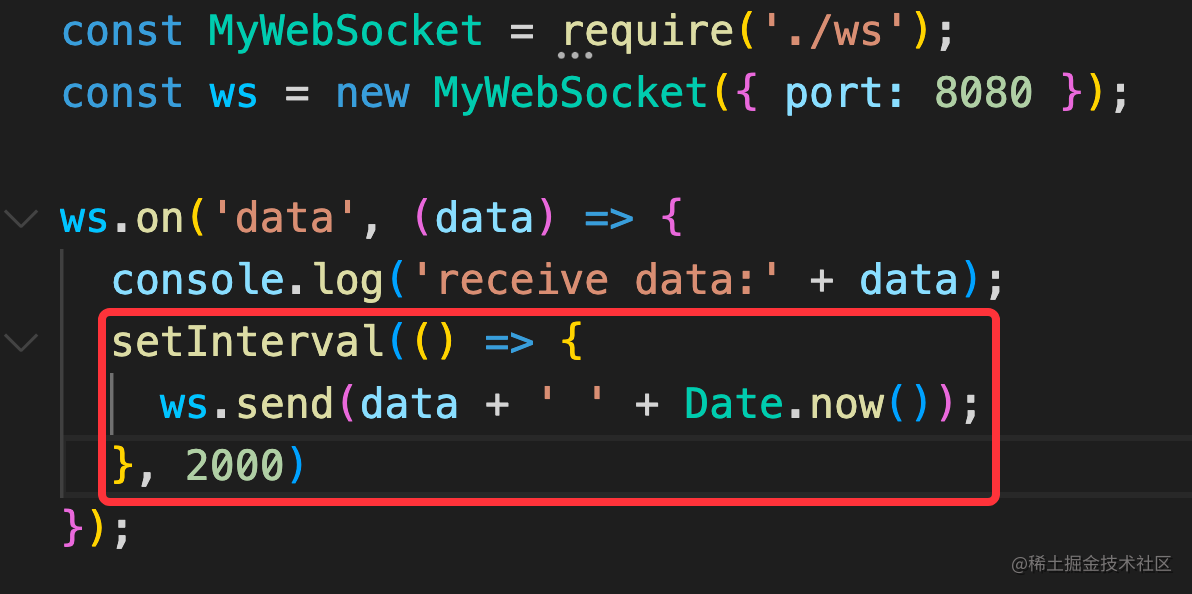 const MyWebSocket = require('./ws');
const ws = new MyWebSocket({ port: 8080 });
ws.on('data', (data) => {
  console.log('receive data:' + data);
  setInterval(() => {
    ws.send(data + ' ' + Date.now());
  }, 2000)
});
@稀土掘金技术社区